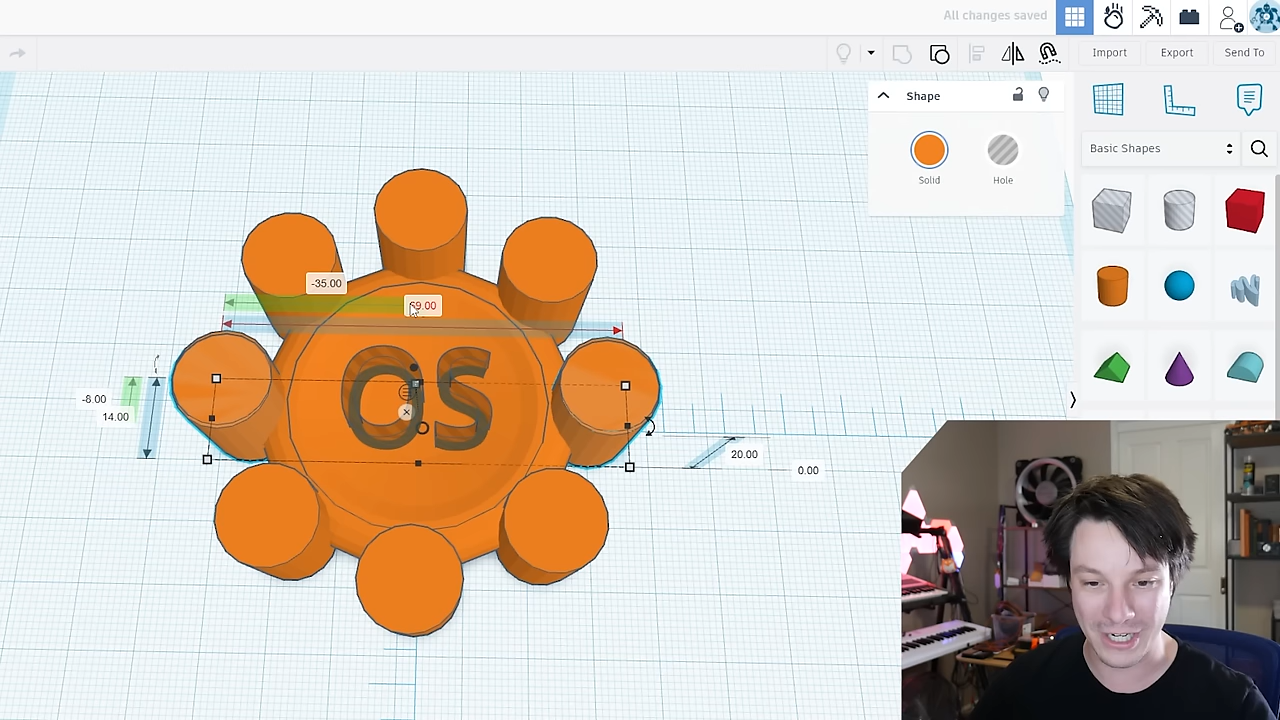 All changes saved
Import
Export
Send To
Shape
Solid
Hole
Basic Shapes
-35.00
69.00
OS
-8.00
14.00
20.00
0.00